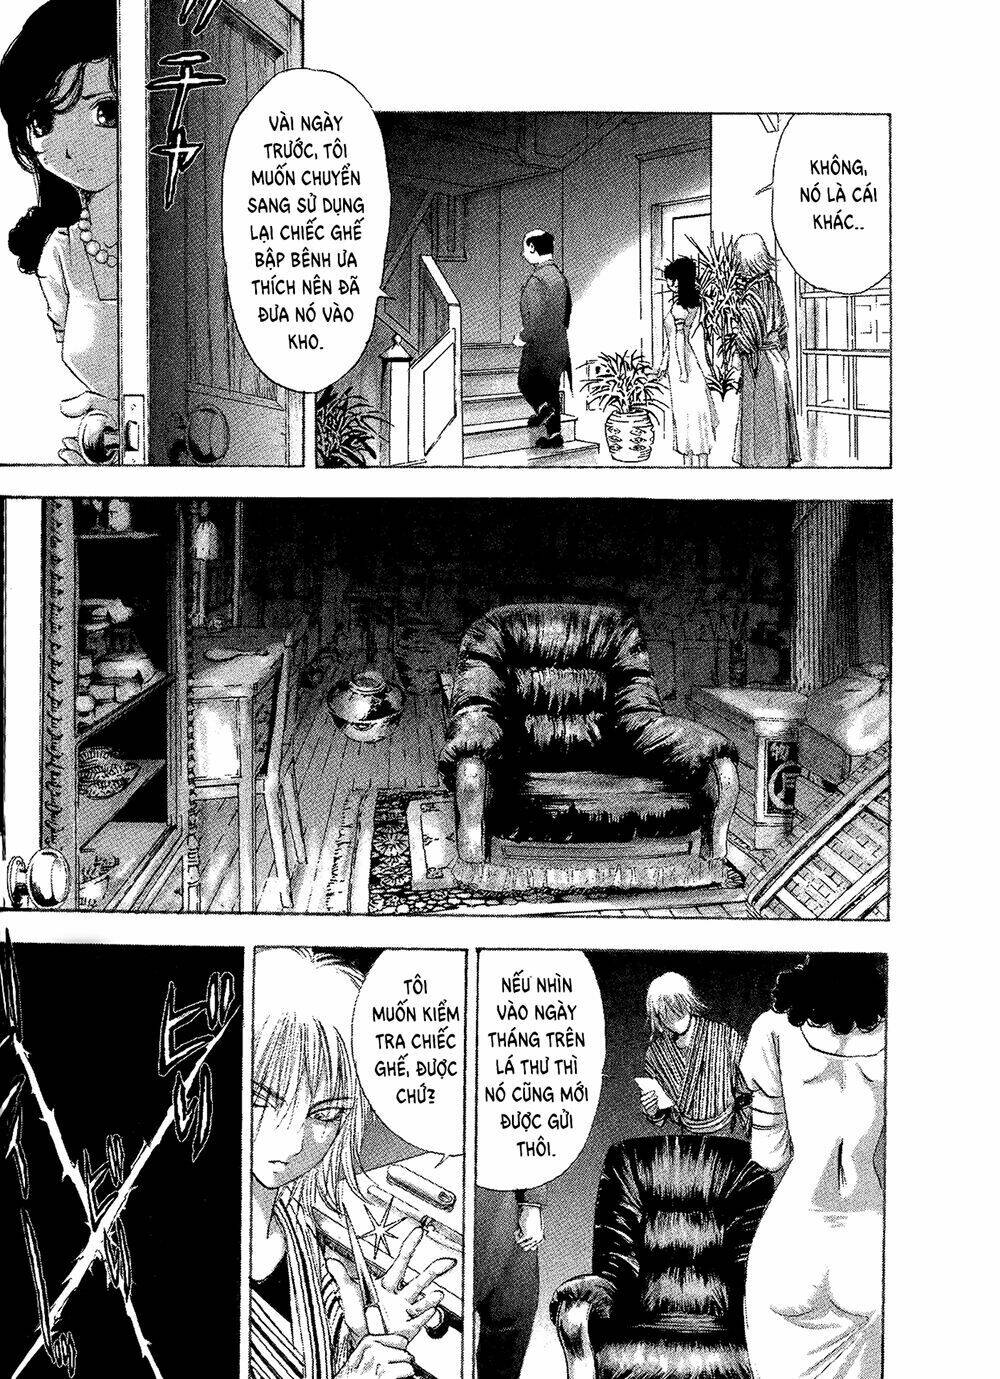 KHÔNG,
NÓ LÀ CÁI
KHÁC..
VÀI NGÀY
TRƯỚC, TÔI
MUỐN CHUYỂN
SANG SỬ DỤNG
LẠI CHIẾC GHẾ
BẬP BÊNH ƯA
THÍCH NÊN ĐÃ
ĐƯA NÓ VÀO
KHO.
NẾU NHÌN
VÀO NGÀY
THÁNG TRÊN
LÁ THƯ THÌ
NÓ CŨNG MỚI
ĐƯỢC GỬI
THÔI.
TÔI
MUỐN KIỂM
TRA CHIẾC
GHẾ, ĐƯỢC
CHỨ?